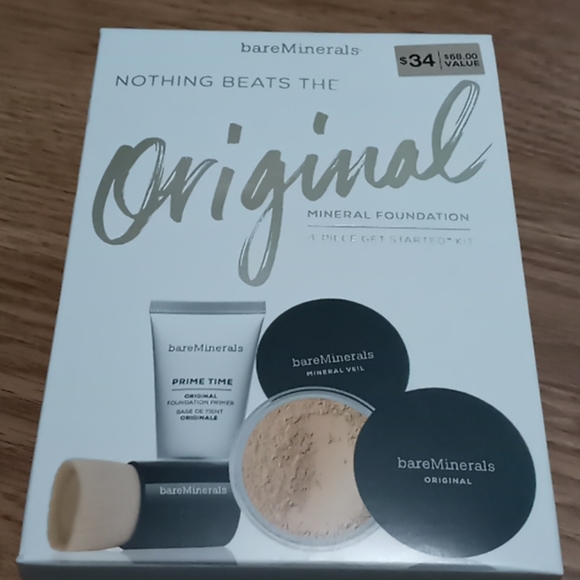 bareMinerals
$34 $68.00 VALUE
NOTHING BEATS THE
Original
MINERAL FOUNDATION
4 PIECE GET STARTED™ KIT
bareMinerals
PRIME TIME
ORIGINAL
FOUNDATION PRIMER
BASE DE TEINT
ORIGINALE
bareMinerals
MINERAL VEIL
bareMinerals
ORIGINAL
bareMinerals